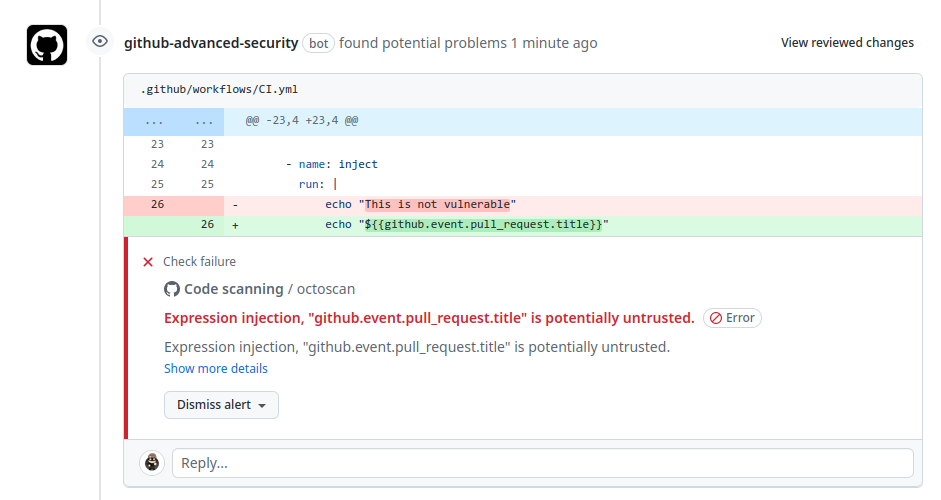 github-advanced-security bot found potential problems 1 minute ago View reviewed changes
.github/workflows/CI.yml
... ... @@ -23,4 +23,4 @@
23 23
24 24 - name: inject
25 25 run: |
26 - echo "This is not vulnerable"
26 + echo "${{github.event.pull_request.title}}"
Check failure
Code scanning / octoscan
Expression injection, "github.event.pull_request.title" is potentially untrusted. Error
Expression injection, "github.event.pull_request.title" is potentially untrusted.
Show more details
Dismiss alert
Reply...